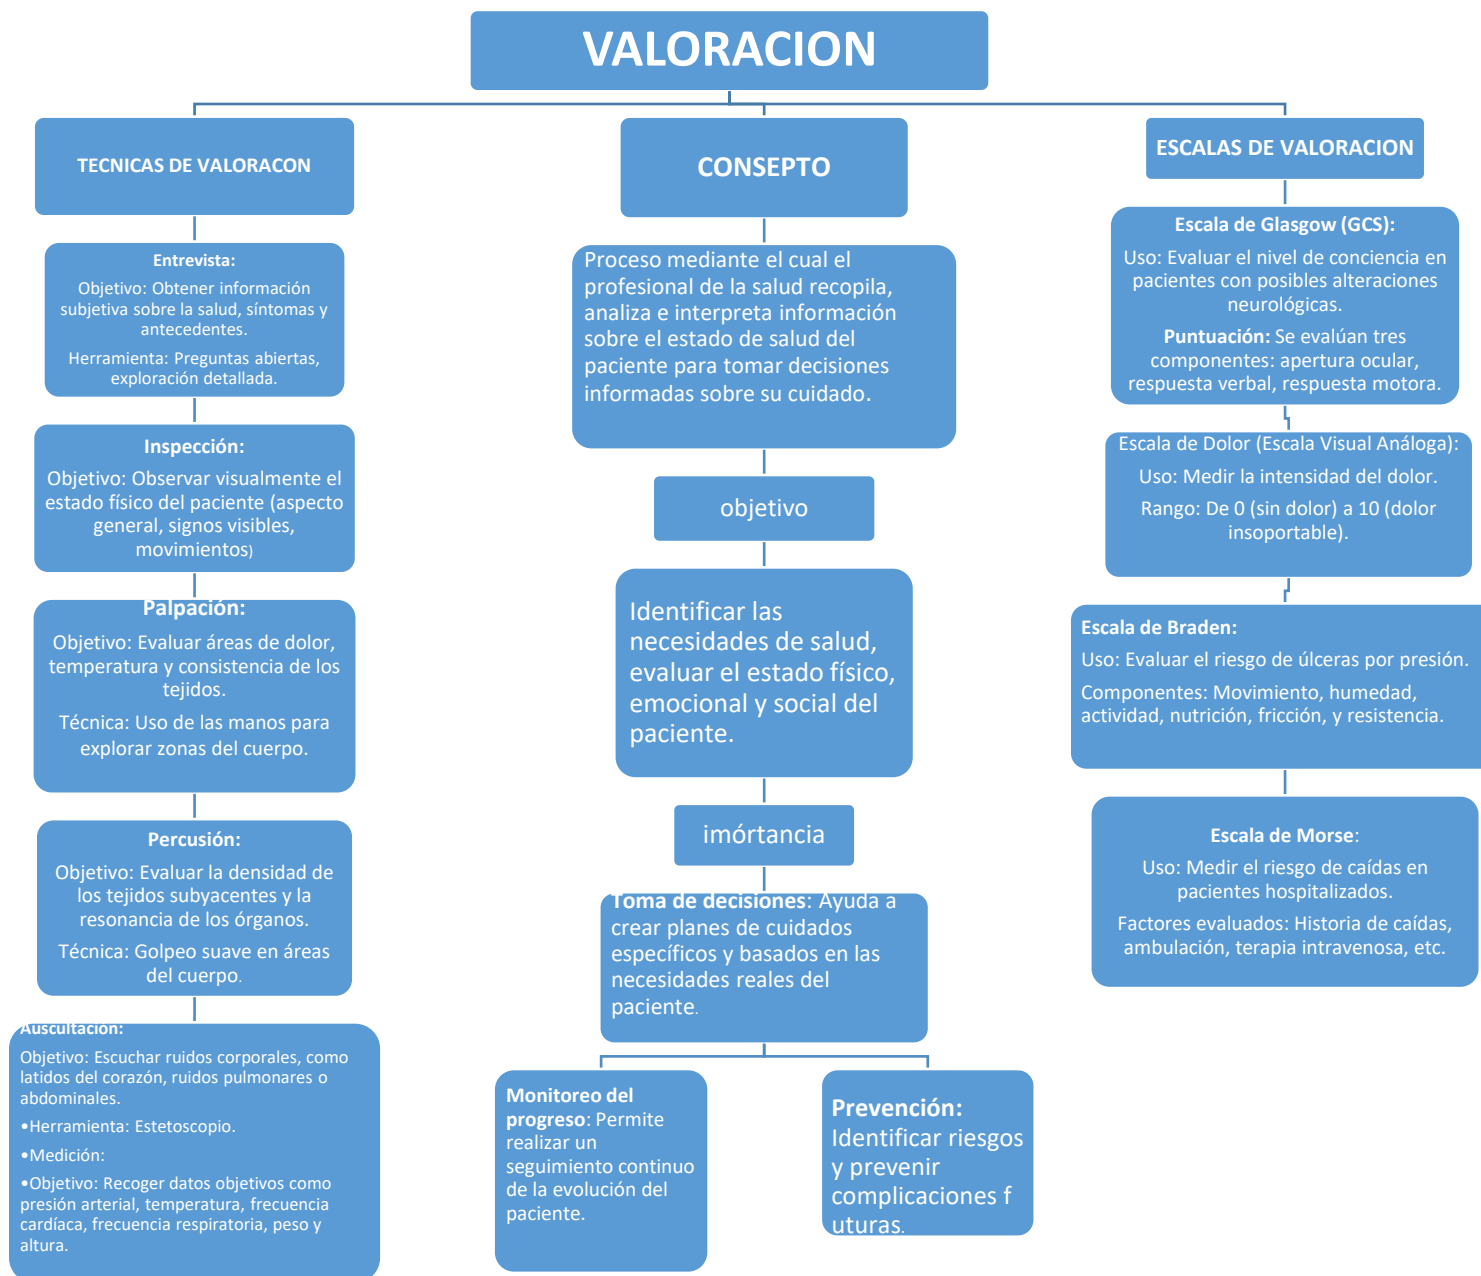 VALORACION
TECNICAS DE VALORACON
Entrevista:
Objetivo: Obtener información
subjetiva sobre la salud, síntomas y
antecedentes.
Herramienta: Preguntas abiertas,
exploración detallada.
Inspección:
Objetivo: Observar visualmente el
estado físico del paciente (aspecto
general, signos visibles,
movimientos)
Palpación:
Objetivo: Evaluar áreas de dolor,
temperatura y consistencia de los
tejidos.
Técnica: Uso de las manos para
explorar zonas del cuerpo.
Percusión:
Objetivo: Evaluar la densidad de
los tejidos subyacentes y la
resonancia de los órganos.
Técnica: Golpeo suave en áreas
del cuerpo.
Auscultación:
Objetivo: Escuchar ruidos corporales, como
latidos del corazón, ruidos pulmonares o
abdominales.
•Herramienta: Estetoscopio.
•Medición:
•Objetivo: Recoger datos objetivos como
presión arterial, temperatura, frecuencia
cardíaca, frecuencia respiratoria, peso y
altura.
CONSEPTO
Proceso mediante el cual el
profesional de la salud recopila,
analiza e interpreta información
sobre el estado de salud del
paciente para tomar decisiones
informadas sobre su cuidado.
objetivo
Identificar las
necesidades de salud,
evaluar el estado físico,
emocional y social del
paciente.
imórtancia
Toma de decisiones: Ayuda a
crear planes de cuidados
específicos y basados en las
necesidades reales del
paciente.
Monitoreo del
progreso: Permite
realizar un
seguimiento continuo
de la evolución del
paciente.
Prevención:
Identificar riesgos
y prevenir
complicaciones f
uturas.
ESCALAS DE VALORACION
Escala de Glasgow (GCS):
Uso: Evaluar el nivel de conciencia en
pacientes con posibles alteraciones
neurológicas.
Puntuación: Se evalúan tres
componentes: apertura ocular,
respuesta verbal, respuesta motora.
Escala de Dolor (Escala Visual Análoga):
Uso: Medir la intensidad del dolor.
Rango: De 0 (sin dolor) a 10 (dolor
insoportable).
Escala de Braden:
Uso: Evaluar el riesgo de úlceras por presión.
Componentes: Movimiento, humedad,
actividad, nutrición, fricción, y resistencia.
Escala de Morse:
Uso: Medir el riesgo de caídas en
pacientes hospitalizados.
Factores evaluados: Historia de caídas,
ambulación, terapia intravenosa, etc.